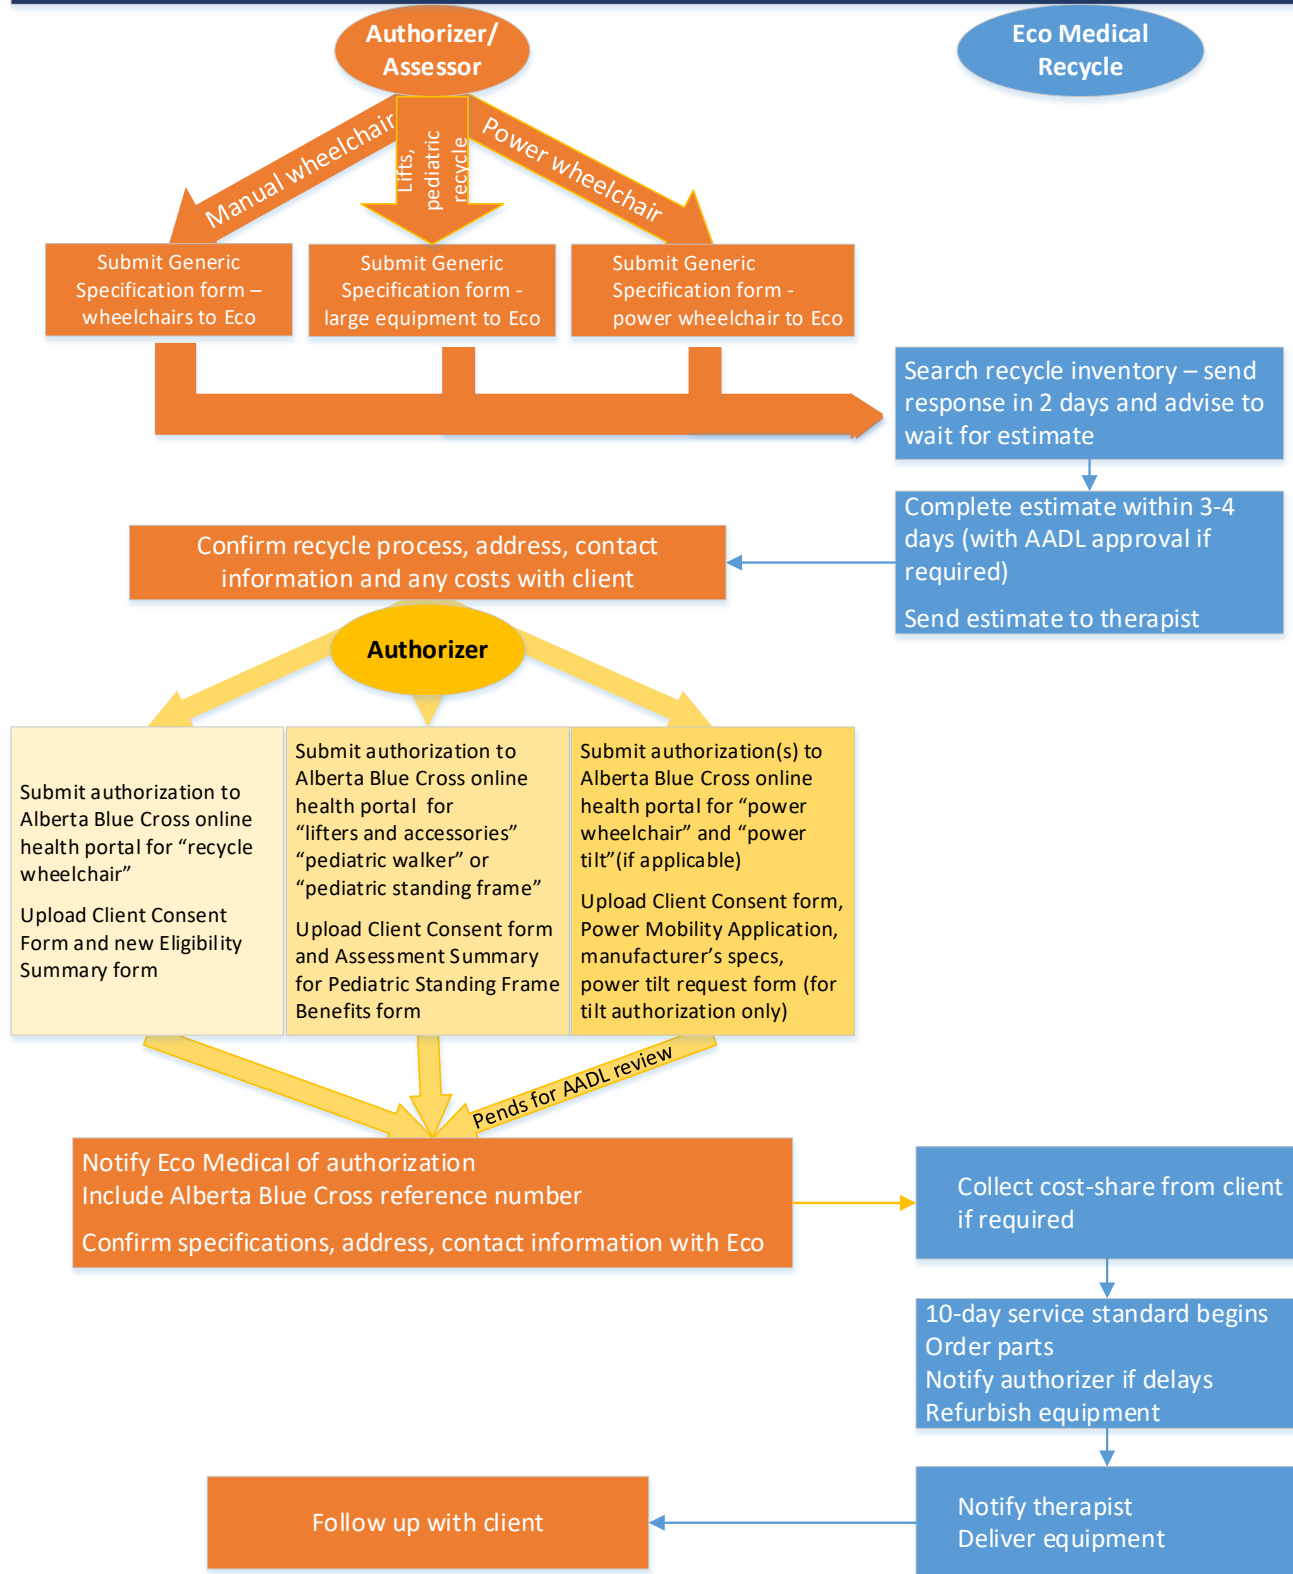 Authorizer/
Assessor
Eco Medical
Recycle
Manual wheelchair
Lifts,
pediatric
recycle
Power wheelchair
Submit Generic
Specification form –
wheelchairs to Eco
Submit Generic
Specification form -
large equipment to Eco
Submit Generic
Specification form -
power wheelchair to Eco
Search recycle inventory – send
response in 2 days and advise to
wait for estimate
Complete estimate within 3-4
days (with AADL approval if
required)
Send estimate to therapist
Confirm recycle process, address, contact
information and any costs with client
Authorizer
Submit authorization to
Alberta Blue Cross online
health portal for “recycle
wheelchair”
Upload Client Consent
Form and new Eligibility
Summary form
Submit authorization to
Alberta Blue Cross online
health portal  for
“lifters and accessories”
“pediatric walker” or
“pediatric standing frame”
Upload Client Consent form
and Assessment Summary
for Pediatric Standing Frame
Benefits form
Submit authorization(s) to
Alberta Blue Cross online
health portal for “power
wheelchair” and “power
tilt”(if applicable)
Upload Client Consent form,
Power Mobility Application,
manufacturer’s specs,
power tilt request form (for
tilt authorization only)
Pends for AADL review
Notify Eco Medical of authorization
Include Alberta Blue Cross reference number
Confirm specifications, address, contact information with Eco
Collect cost-share from client
if required
10-day service standard begins
Order parts
Notify authorizer if delays
Refurbish equipment
Notify therapist
Deliver equipment
Follow up with client